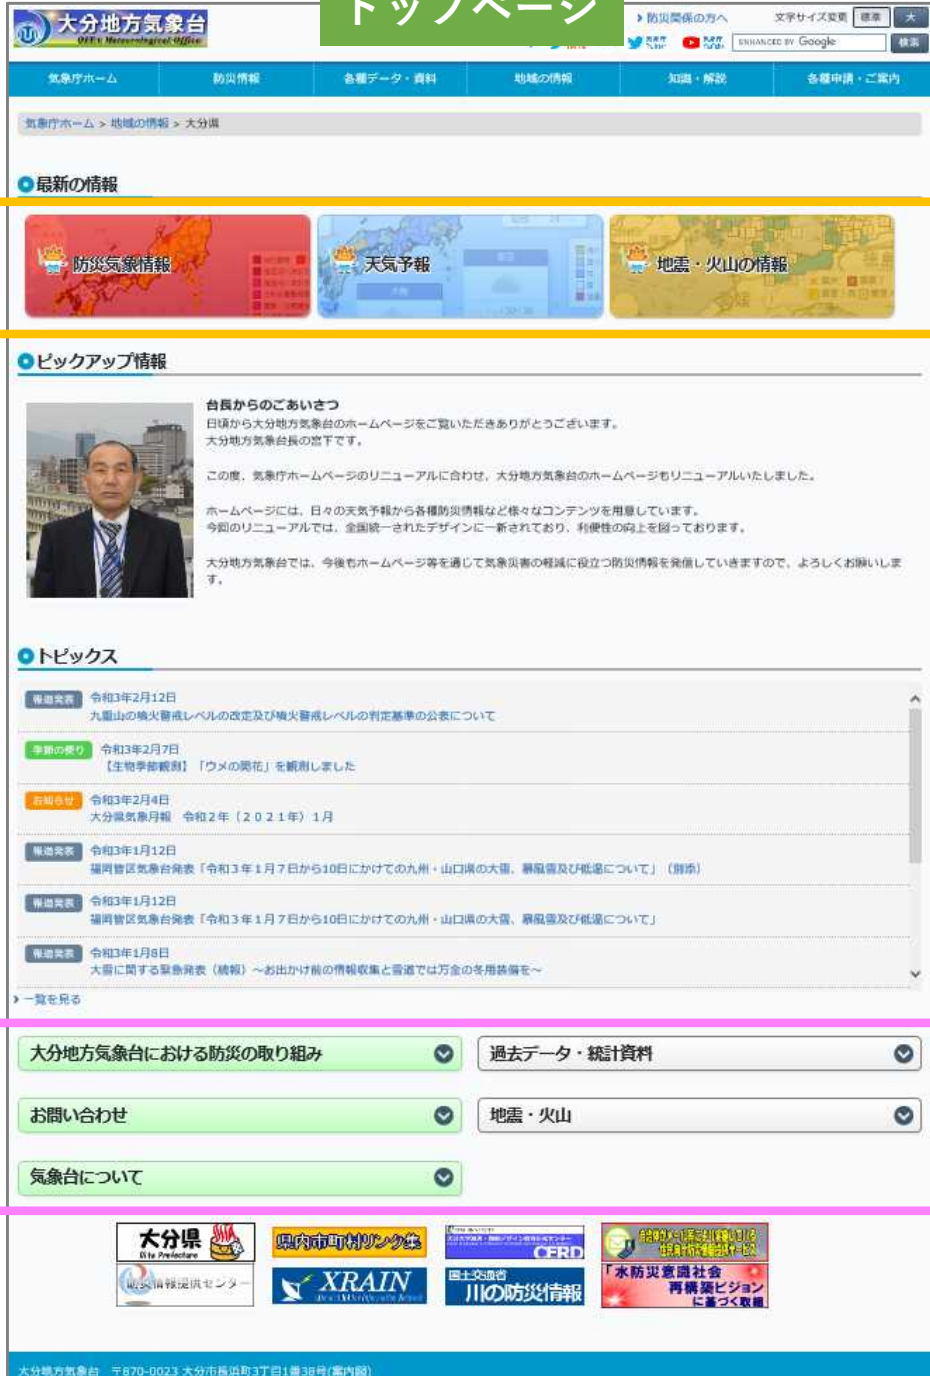 トップページ
大分地方気象台
OITA Meteorological Office
防災関係の方へ
文字サイズ変更 標準 大
ENHANCED BY Google 検索
気象庁ホーム 防災情報 各種データ・資料 地域の情報 知識・解説 各種申請・ご案内
気象庁ホーム > 地域の情報 > 大分県
最新の情報
防災気象情報 天気予報 地震・火山の情報
ピックアップ情報
台長からのごあいさつ
日頃から大分地方気象台のホームページをご覧いただきありがとうございます。
大分地方気象台長の宮下です。
この度、気象庁ホームページのリニューアルに合わせ、大分地方気象台のホームページもリニューアルいたしました。
ホームページには、日々の天気予報から各種防災情報など様々なコンテンツを用意しています。
今回のリニューアルでは、全国統一されたデザインに一新されており、利便性の向上を図っております。
大分地方気象台では、今後もホームページ等を通じて気象災害の軽減に役立つ防災情報を発信していきますので、よろしくお願いしま
す。
トピックス
報道発表 令和3年2月12日
九重山の噴火警戒レベルの改定及び噴火警戒レベルの判定基準の公表について
季節の便り 令和3年2月7日
【生物季節観測】「ウメの開花」を観測しました
お知らせ 令和3年2月4日
大分県気象月報 令和2年（2021年）1月
報道発表 令和3年1月12日
福岡管区気象台発表「令和3年1月7日から10日にかけての九州・山口県の大雪、暴風雪及び低温について」（別添）
報道発表 令和3年1月12日
福岡管区気象台発表「令和3年1月7日から10日にかけての九州・山口県の大雪、暴風雪及び低温について」
報道発表 令和3年1月8日
大雪に関する緊急発表（続報）～お出かけ前の情報収集と雪道では万全の冬用装備を～
一覧を見る
大分地方気象台における防災の取り組み 過去データ・統計資料
お問い合わせ 地震・火山
気象台について
大分県
Oita Prefecture
県内市町村リンク集
CERD
防災情報提供センター
XRAIN
国土交通省
川の防災情報
「水防災意識社会
再構築ビジョン」
に基づく取組
大分地方気象台 〒870-0023 大分市長浜町3丁目1番38号(案内図)